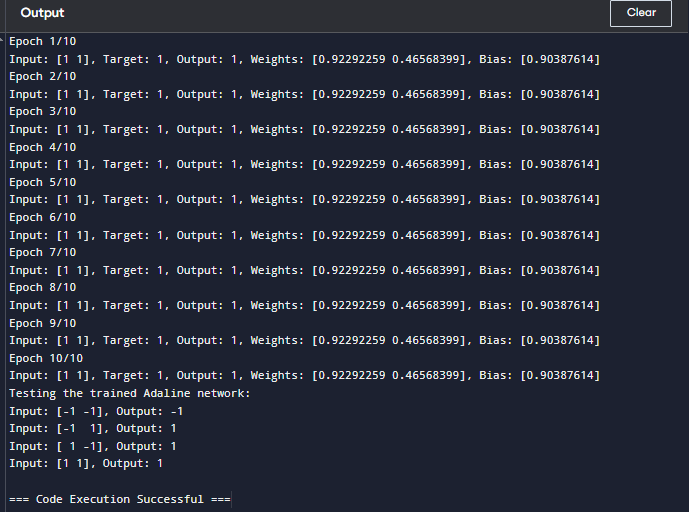 Output
Clear
Epoch 1/10
Input: [1 1], Target: 1, Output: 1, Weights: [0.92292259 0.46568399], Bias: [0.90387614]
Epoch 2/10
Input: [1 1], Target: 1, Output: 1, Weights: [0.92292259 0.46568399], Bias: [0.90387614]
Epoch 3/10
Input: [1 1], Target: 1, Output: 1, Weights: [0.92292259 0.46568399], Bias: [0.90387614]
Epoch 4/10
Input: [1 1], Target: 1, Output: 1, Weights: [0.92292259 0.46568399], Bias: [0.90387614]
Epoch 5/10
Input: [1 1], Target: 1, Output: 1, Weights: [0.92292259 0.46568399], Bias: [0.90387614]
Epoch 6/10
Input: [1 1], Target: 1, Output: 1, Weights: [0.92292259 0.46568399], Bias: [0.90387614]
Epoch 7/10
Input: [1 1], Target: 1, Output: 1, Weights: [0.92292259 0.46568399], Bias: [0.90387614]
Epoch 8/10
Input: [1 1], Target: 1, Output: 1, Weights: [0.92292259 0.46568399], Bias: [0.90387614]
Epoch 9/10
Input: [1 1], Target: 1, Output: 1, Weights: [0.92292259 0.46568399], Bias: [0.90387614]
Epoch 10/10
Input: [1 1], Target: 1, Output: 1, Weights: [0.92292259 0.46568399], Bias: [0.90387614]
Testing the trained Adaline network:
Input: [-1 -1], Output: -1
Input: [-1  1], Output: 1
Input: [ 1 -1], Output: 1
Input: [1 1], Output: 1
=== Code Execution Successful ===